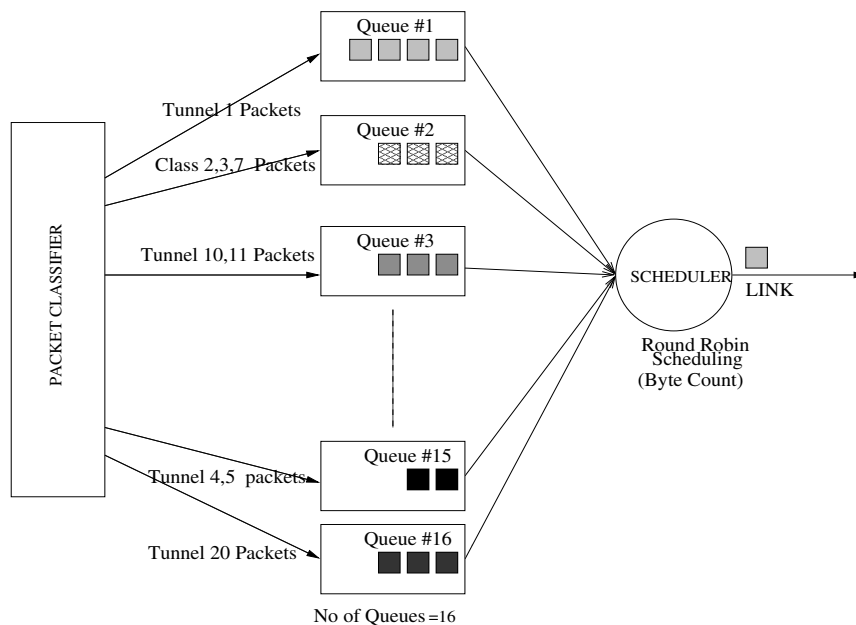 Queue #1
Tunnel 1 Packets
Queue #2
Class 2,3,7 Packets
Queue #3
Tunnel 10,11 Packets
PACKET CLASSIFIER
SCHEDULER
LINK
Round Robin
Scheduling
(Byte Count)
Queue #15
Tunnel 4,5 packets
Queue #16
Tunnel 20 Packets
No of Queues =16